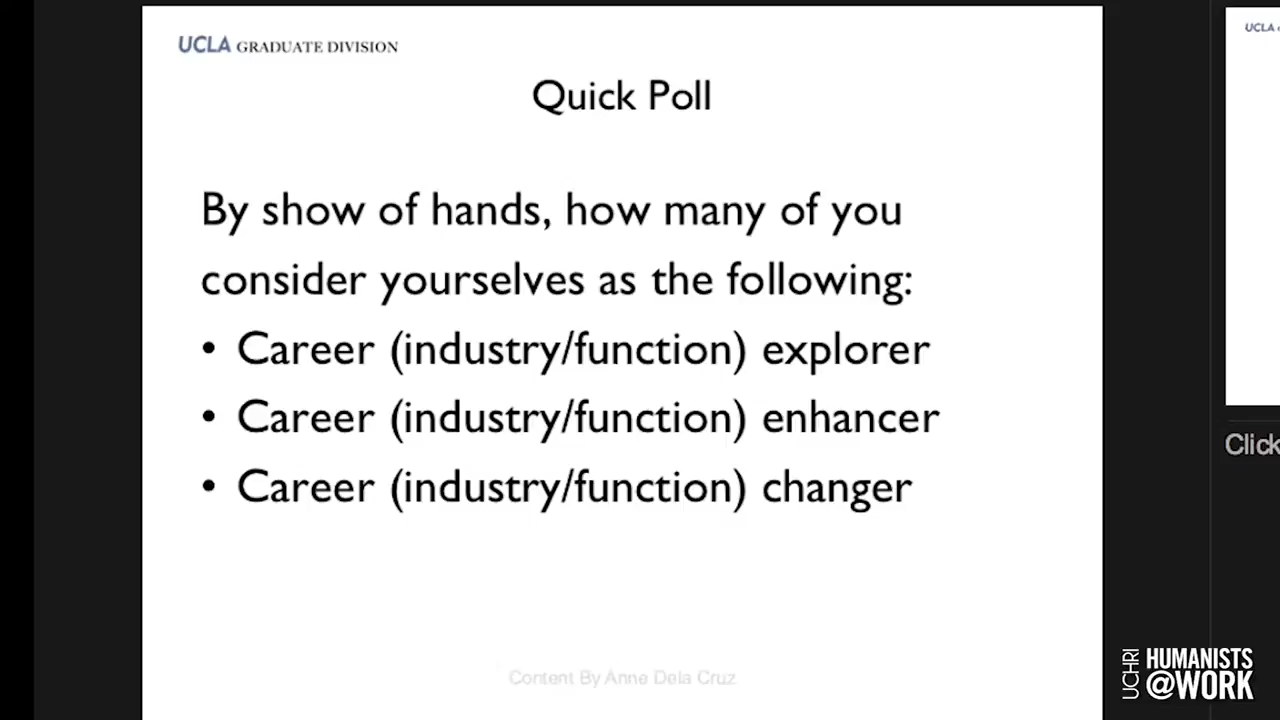 UCLA GRADUATE DIVISION
Quick Poll
By show of hands, how many of you
consider yourselves as the following:
• Career (industry/function) explorer
• Career (industry/function) enhancer
• Career (industry/function) changer
Content By Anne Dela Cruz
UCLA
Click
UCHRI
HUMANISTS
@WORK